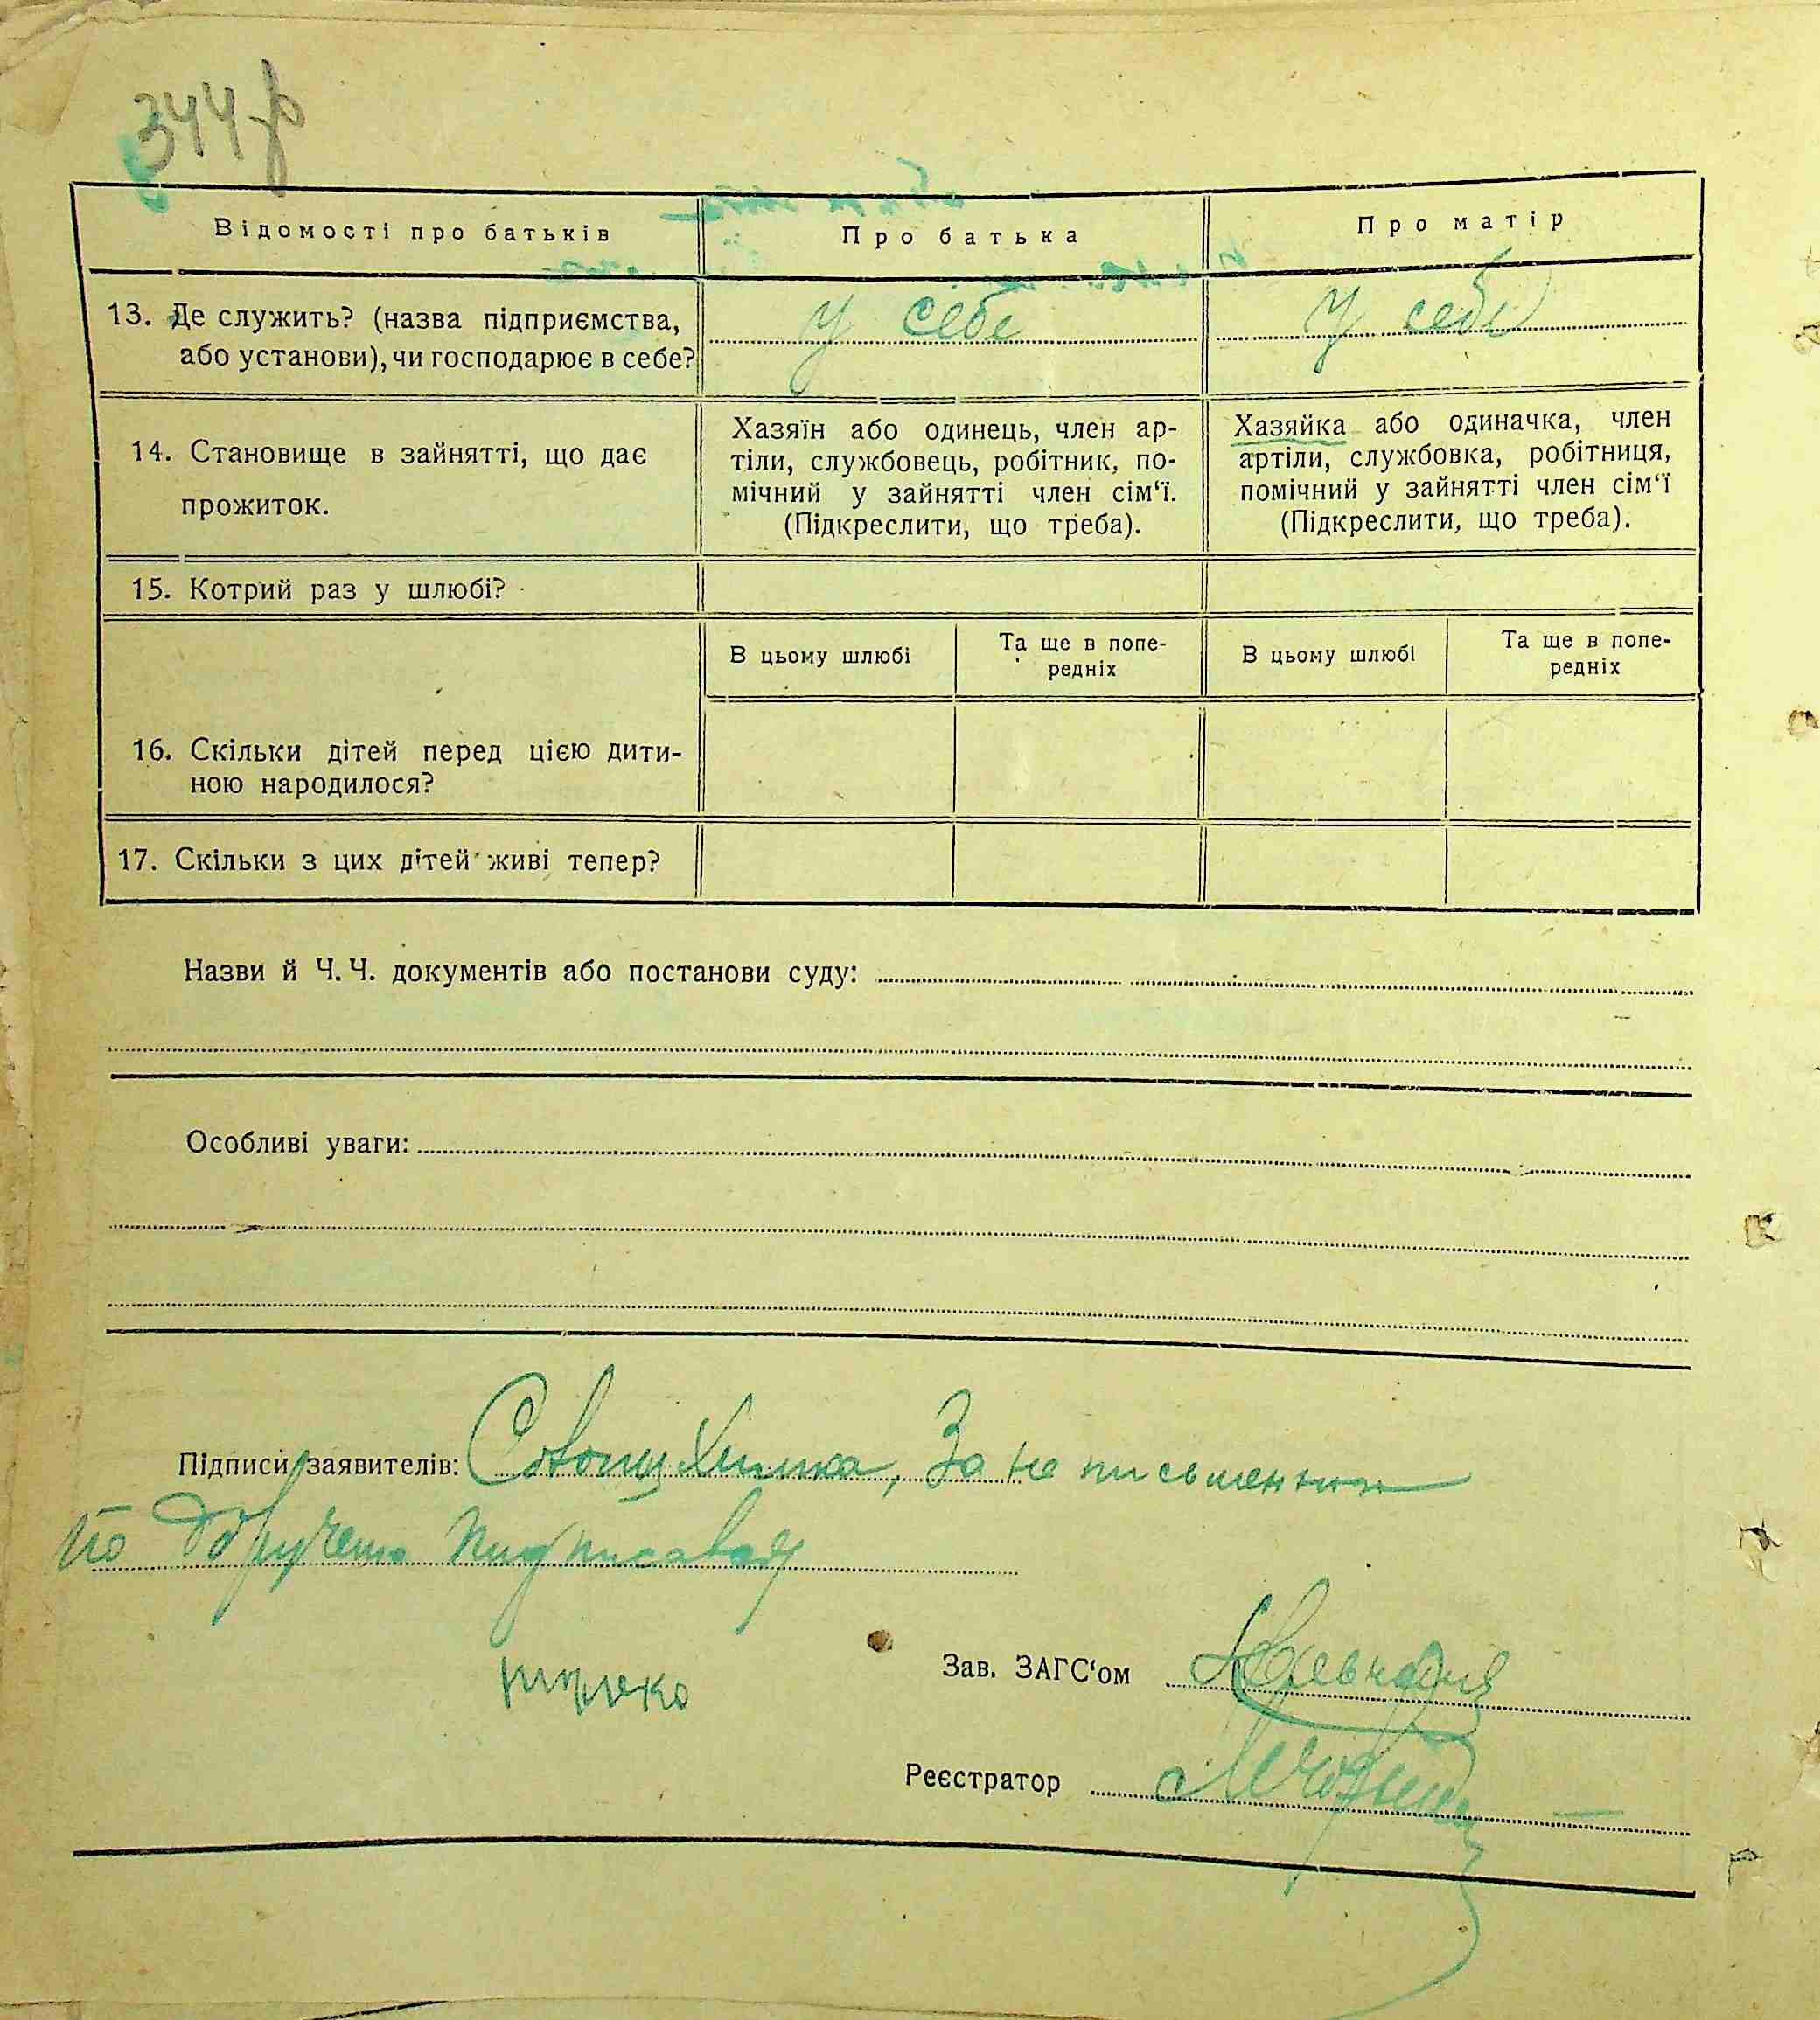 344
Відомості про батьків
Про батька
Про матір
13. Де служить? (назва підприємства,
або установи), чи господарює в себе?
у себе
у себе
14. Становище в зайнятті, що дає
прожиток.
Хазяїн або одинець, член ар-
тіли, службовець, робітник, по-
мічний у зайнятті член сім‘ї.
(Підкреслити, що треба).
Хазяйка або одиначка, член
артіли, службовка, робітниця,
помічний у зайнятті член сім‘ї
(Підкреслити, що треба).
15. Котрий раз у шлюбі?
В цьому шлюбі
Та ще в попе-
редніх
В цьому шлюбі
Та ще в попе-
редніх
16. Скільки дітей перед цією дити-
ною народилося?
17. Скільки з цих дітей живі тепер?
Назви й Ч. Ч. документів або постанови суду:
Особливі уваги:
Підписи заявителів: За не письменни
по
Зав. ЗАГС‘ом
Реєстратор